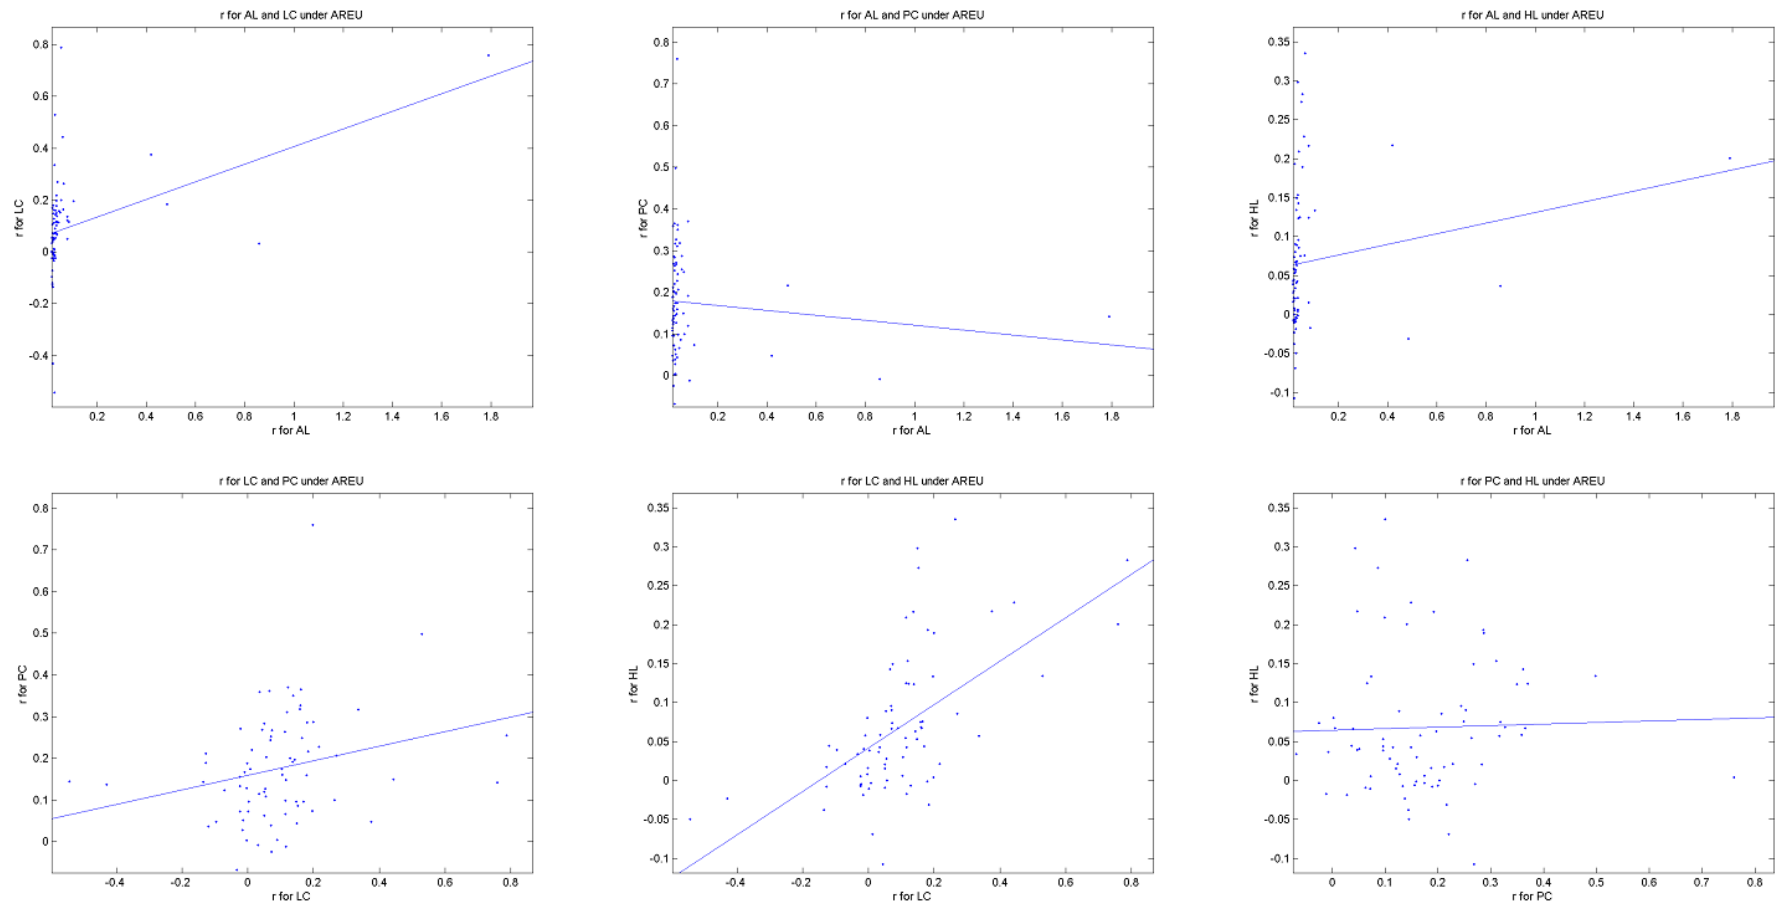 r for AL and LC under AREU
0.8
0.6
0.4
0.2
0
-0.2
-0.4
r for LC
0.2 0.4 0.6 0.8 1 1.2 1.4 1.6 1.8
r for AL
r for AL and PC under AREU
0.8
0.7
0.6
0.5
0.4
0.3
0.2
0.1
0
r for PC
0.2 0.4 0.6 0.8 1 1.2 1.4 1.6 1.8
r for AL
r for AL and HL under AREU
0.35
0.3
0.25
0.2
0.15
0.1
0.05
0
-0.05
-0.1
r for HL
0.2 0.4 0.6 0.8 1 1.2 1.4 1.6 1.8
r for AL
r for LC and PC under AREU
0.8
0.7
0.6
0.5
0.4
0.3
0.2
0.1
0
r for PC
-0.4 -0.2 0 0.2 0.4 0.6 0.8
r for LC
r for LC and HL under AREU
0.35
0.3
0.25
0.2
0.15
0.1
0.05
0
-0.05
-0.1
r for HL
-0.4 -0.2 0 0.2 0.4 0.6 0.8
r for LC
r for PC and HL under AREU
0.35
0.3
0.25
0.2
0.15
0.1
0.05
0
-0.05
-0.1
r for HL
0 0.1 0.2 0.3 0.4 0.5 0.6 0.7 0.8
r for PC